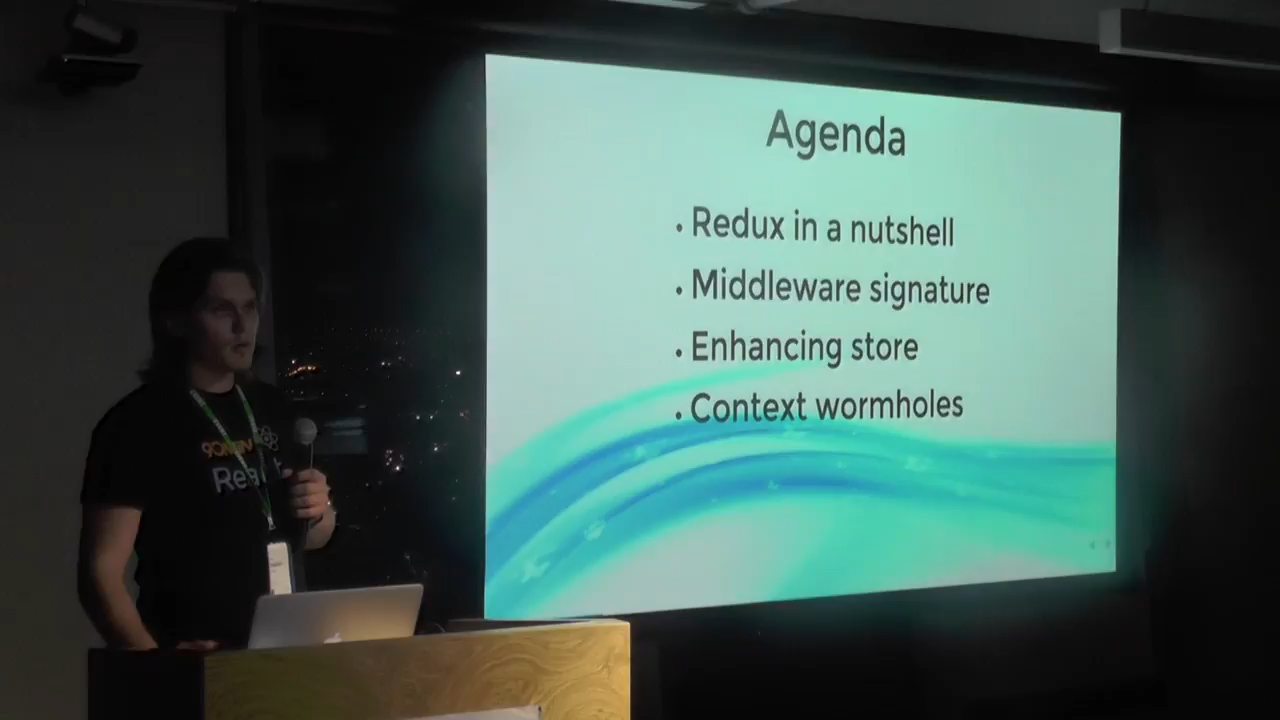 Agenda
• Redux in a nutshell
• Middleware signature
• Enhancing store
• Context wormholes